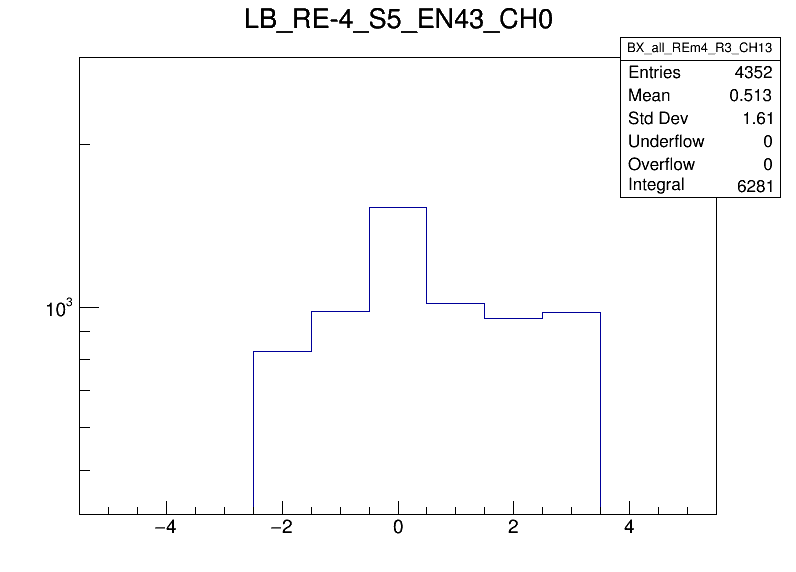 LB_RE-4_S5_EN43_CH0
BX_all_REm4_R3_CH13
Entries 4352
Mean 0.513
Std Dev 1.61
Underflow 0
Overflow 0
Integral 6281
10³
−4 −2 0 2 4